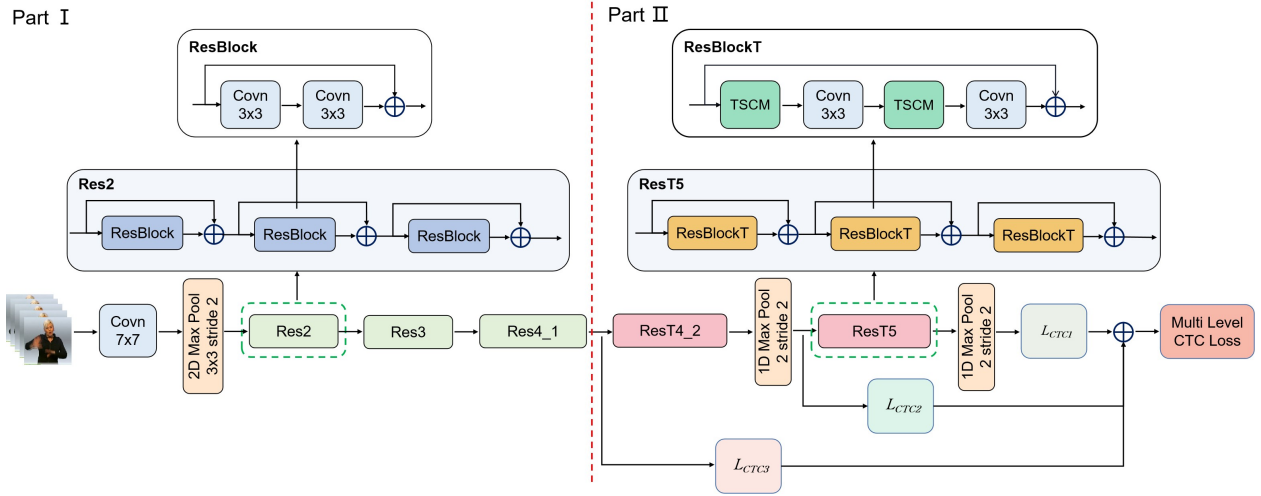 Part Ⅰ
Part Ⅱ
ResBlock
Covn
3x3
Covn
3x3
ResBlockT
TSCM
Covn
3x3
TSCM
Covn
3x3
Res2
ResBlock
ResBlock
ResBlock
ResT5
ResBlockT
ResBlockT
ResBlockT
Covn
7x7
2D Max Pool
3x3 stride 2
Res2
Res3
Res4_1
ResT4_2
1D Max Pool
2 stride 2
ResT5
1D Max Pool
2 stride 2
L_CTC1
Multi Level
CTC Loss
L_CTC2
L_CTC3